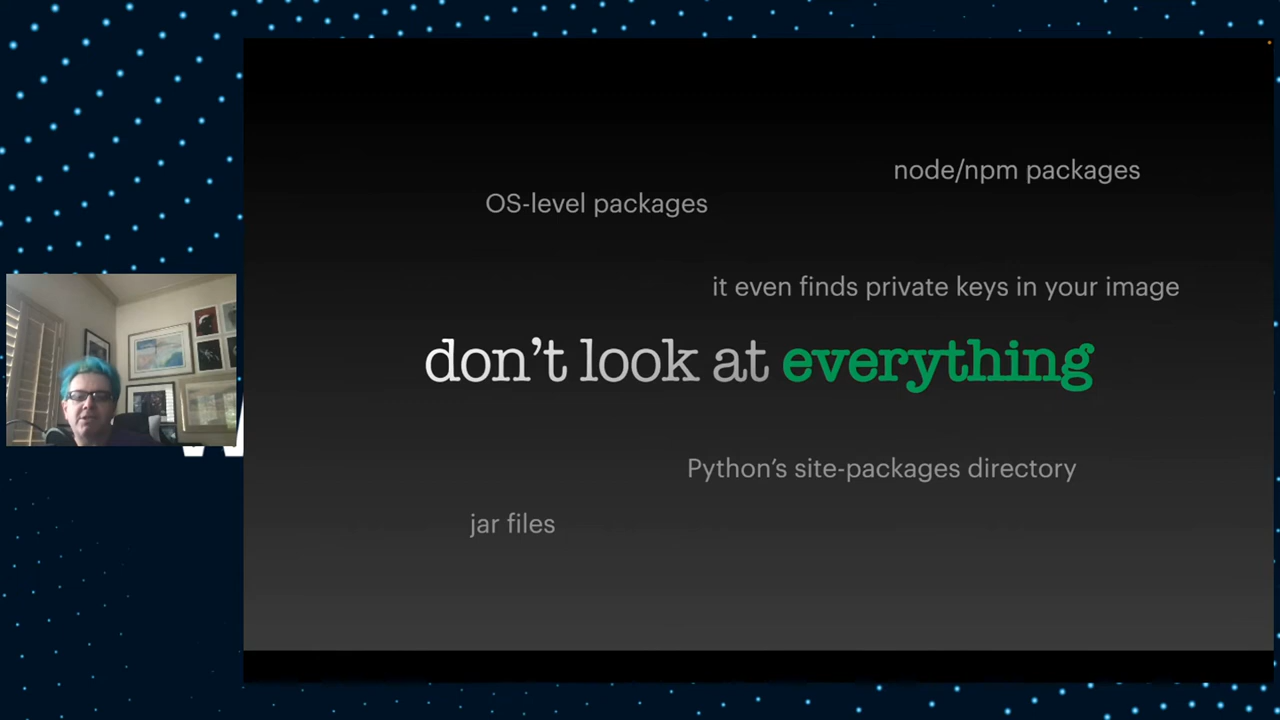 node/npm packages
OS-level packages
it even finds private keys in your image
don’t look at everything
Python’s site-packages directory
jar files